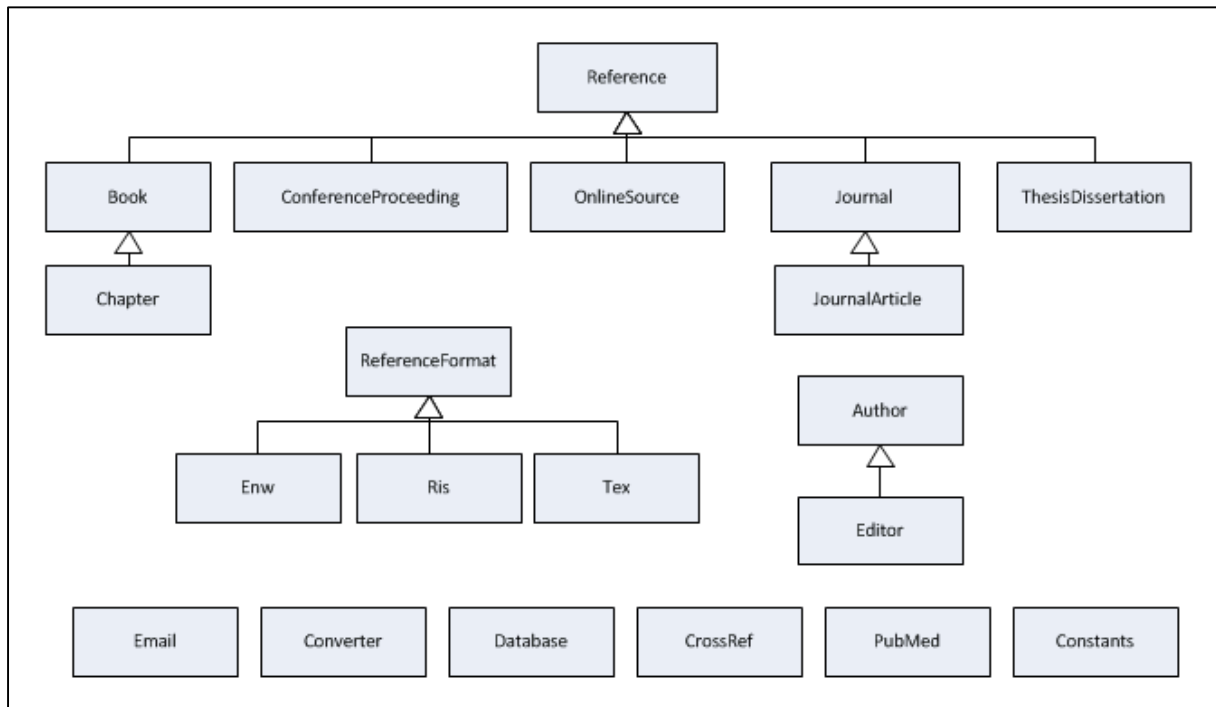 Reference
Book
ConferenceProceeding
OnlineSource
Journal
ThesisDissertation
Chapter
JournalArticle
ReferenceFormat
Author
Enw
Ris
Tex
Editor
Email
Converter
Database
CrossRef
PubMed
Constants